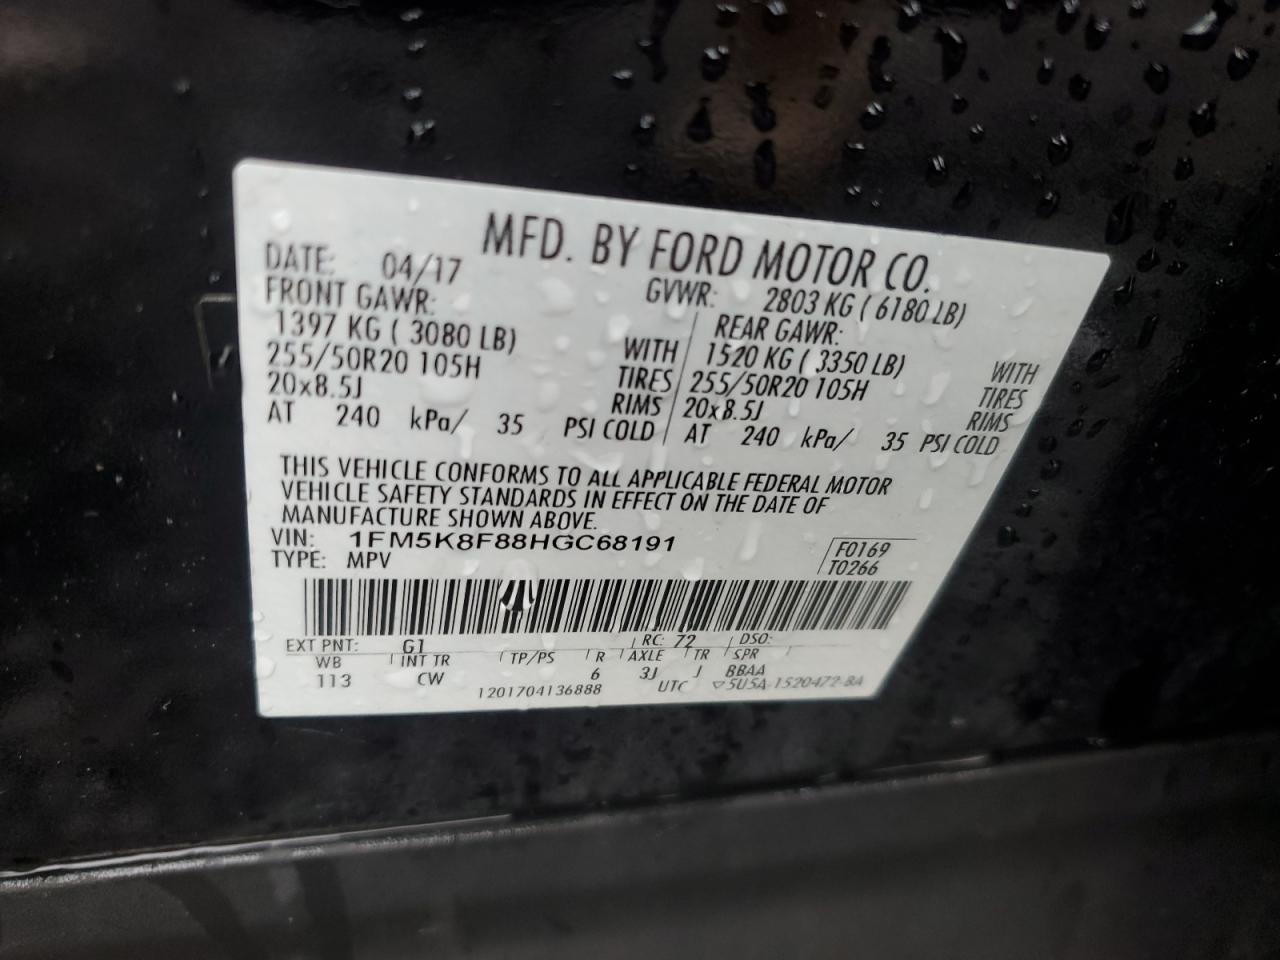 MFD. BY FORD MOTOR CO.
DATE: 04/17 GVWR: 2803 KG ( 6180 LB)
FRONT GAWR: REAR GAWR:
1397 KG ( 3080 LB) WITH 1520 KG ( 3350 LB) WITH
255/50R20 105H TIRES 255/50R20 105H TIRES
20x8.5J RIMS 20x8.5J RIMS
AT 240 kPa/ 35 PSI COLD AT 240 kPa/ 35 PSI COLD
THIS VEHICLE CONFORMS TO ALL APPLICABLE FEDERAL MOTOR
VEHICLE SAFETY STANDARDS IN EFFECT ON THE DATE OF
MANUFACTURE SHOWN ABOVE.
VIN: 1FM5K8F88HGC68191
TYPE: MPV
F0169
T0266
EXT PNT: G1 RC: 72 DSO:
WB INT TR TP/PS R AXLE TR SPR
113 CW 6 3J J BBAA
1201704136888 UTC ▽5U5A-1520472-BA